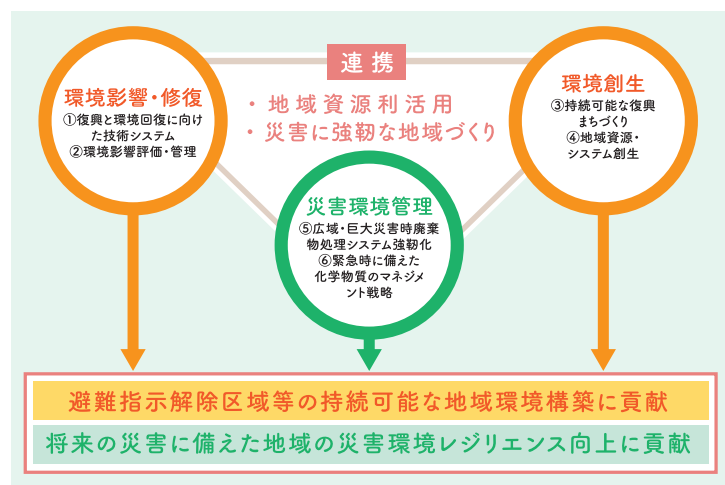 連携
・地域資源利活用
・災害に強靭な地域づくり
環境影響・修復
①復興と環境回復に向け
た技術システム
②環境影響評価・管理
環境創生
③持続可能な復興
まちづくり
④地域資源・
システム創生
災害環境管理
⑤広域・巨大災害時廃棄
物処理システム強靭化
⑥緊急時に備えた
化学物質のマネジメ
ント戦略
避難指示解除区域等の持続可能な地域環境構築に貢献
将来の災害に備えた地域の災害環境レジリエンス向上に貢献